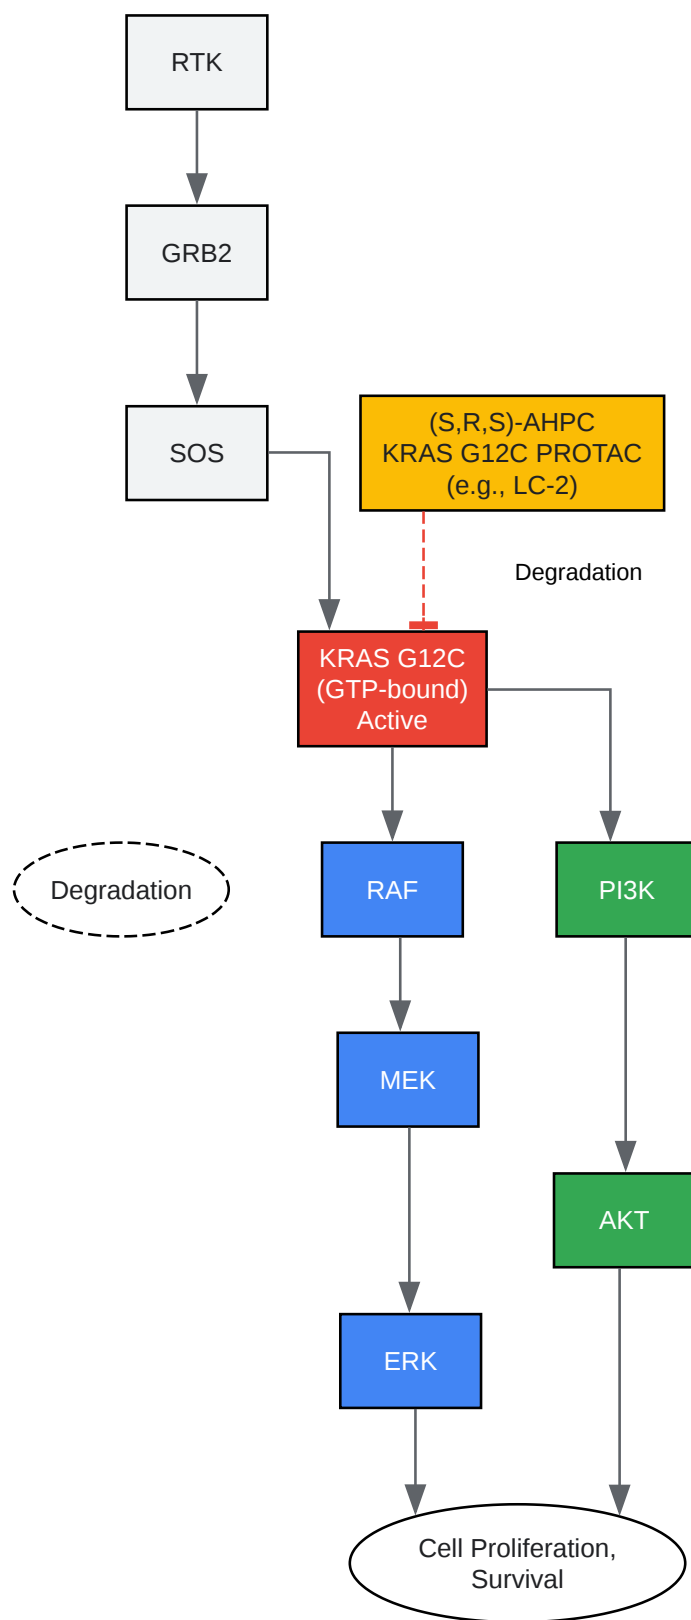 RTK
GRB2
SOS
(S,R,S)-AHPC
KRAS G12C PROTAC
(e.g., LC-2)
Degradation
KRAS G12C
(GTP-bound)
Active
Degradation
RAF
PI3K
MEK
AKT
ERK
Cell Proliferation,
Survival